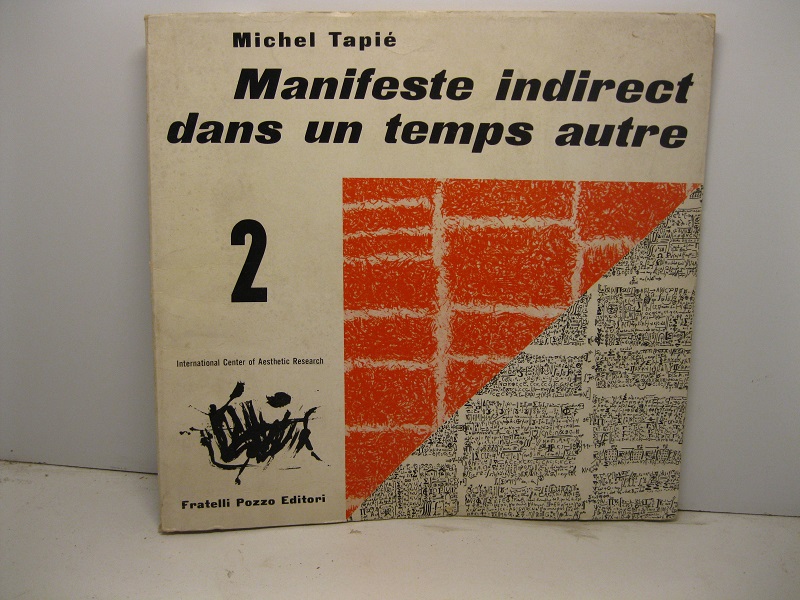 Michel Tapié
Manifeste indirect
dans un temps autre
2
International Center of Aesthetic Research
Fratelli Pozzo Editori